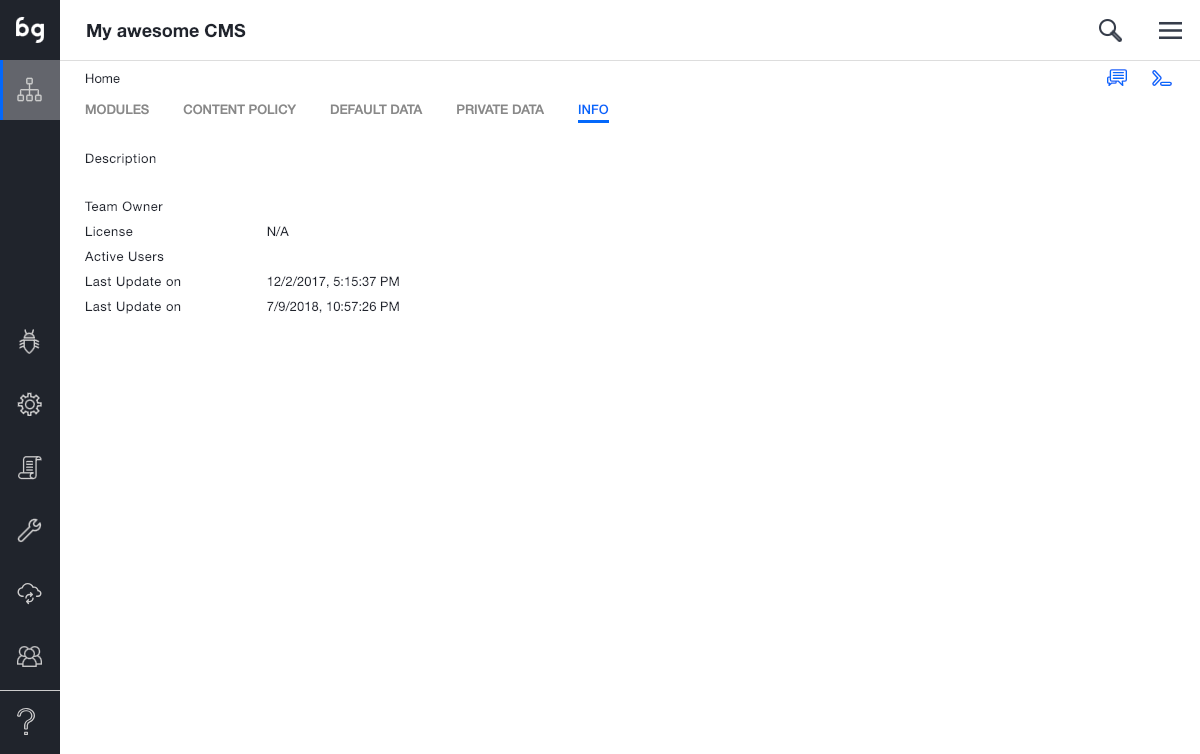 bg
My awesome CMS
Home
MODULES CONTENT POLICY DEFAULT DATA PRIVATE DATA INFO
Description
Team Owner
License N/A
Active Users
Last Update on 12/2/2017, 5:15:37 PM
Last Update on 7/9/2018, 10:57:26 PM